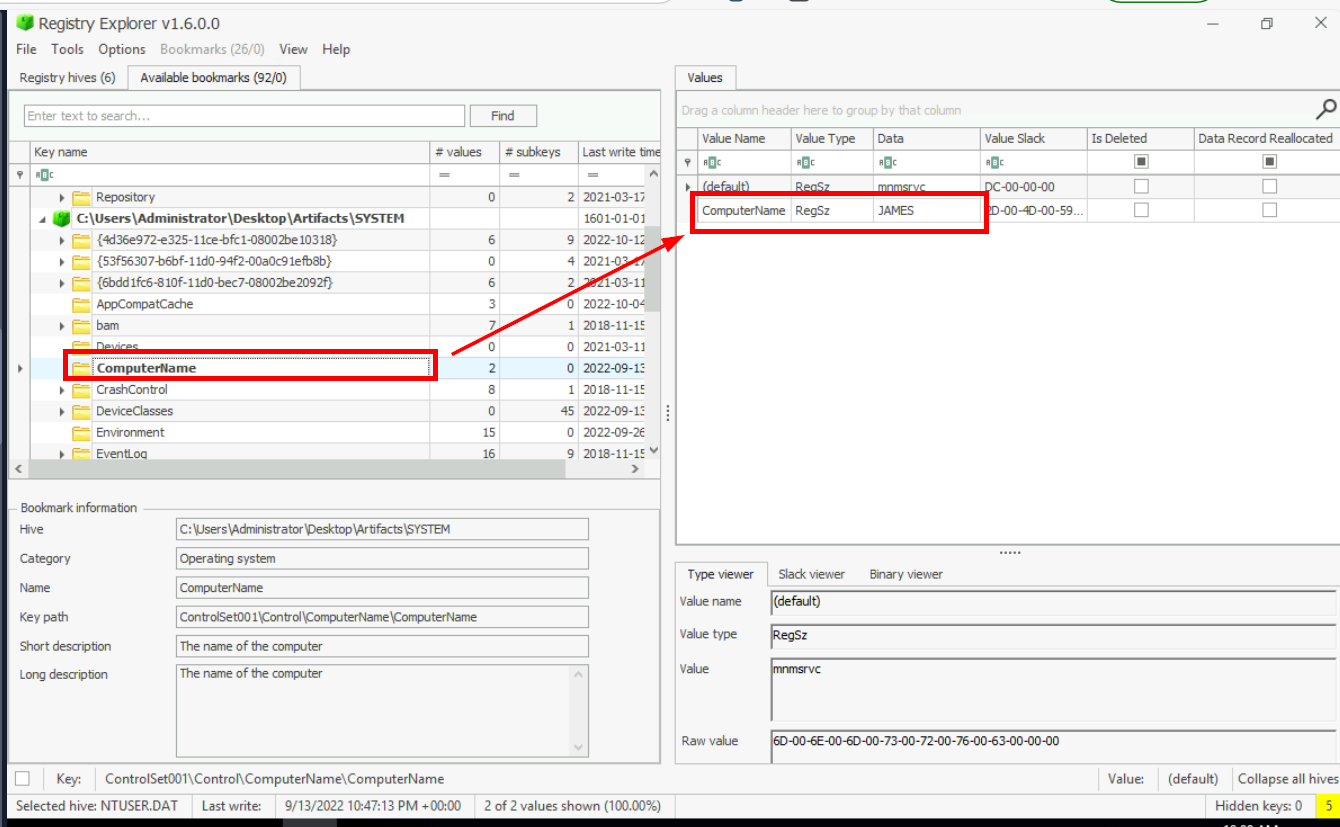 Registry Explorer v1.6.0.0
File Tools Options Bookmarks (26/0) View Help
Registry hives (6) Available bookmarks (92/0)
Enter text to search... Find
Key name # values # subkeys Last write time
= = =
Repository 0 2 2021-03-17
C:\Users\Administrator\Desktop\Artifacts\SYSTEM 1601-01-01
{4d36e972-e325-11ce-bfc1-08002be10318} 6 9 2022-10-12
{53f56307-b6bf-11d0-94f2-00a0c91efb8b} 0 4 2021-03-17
{6bdd1fc6-810f-11d0-bec7-08002be2092f} 6 2 2021-03-11
AppCompatCache 3 0 2022-10-04
bam 7 1 2018-11-15
Devices 0 0 2021-03-11
ComputerName 2 0 2022-09-13
CrashControl 8 1 2018-11-15
DeviceClasses 0 45 2022-09-13
Environment 15 0 2022-09-26
EventLog 16 9 2018-11-15
Bookmark information
Hive C:\Users\Administrator\Desktop\Artifacts\SYSTEM
Category Operating system
Name ComputerName
Key path ControlSet001\Control\ComputerName\ComputerName
Short description The name of the computer
Long description The name of the computer
Values
Drag a column header here to group by that column
Value Name Value Type Data Value Slack Is Deleted Data Record Reallocated
(default) RegSz mnmsrvc DC-00-00-00
ComputerName RegSz JAMES 2D-00-4D-00-59...
Type viewer Slack viewer Binary viewer
Value name (default)
Value type RegSz
Value mnmsrvc
Raw value 6D-00-6E-00-6D-00-73-00-72-00-76-00-63-00-00-00
Key: ControlSet001\Control\ComputerName\ComputerName Value: (default) Collapse all hives
Selected hive: NTUSER.DAT Last write: 9/13/2022 10:47:13 PM +00:00 2 of 2 values shown (100.00%) Hidden keys: 0 5